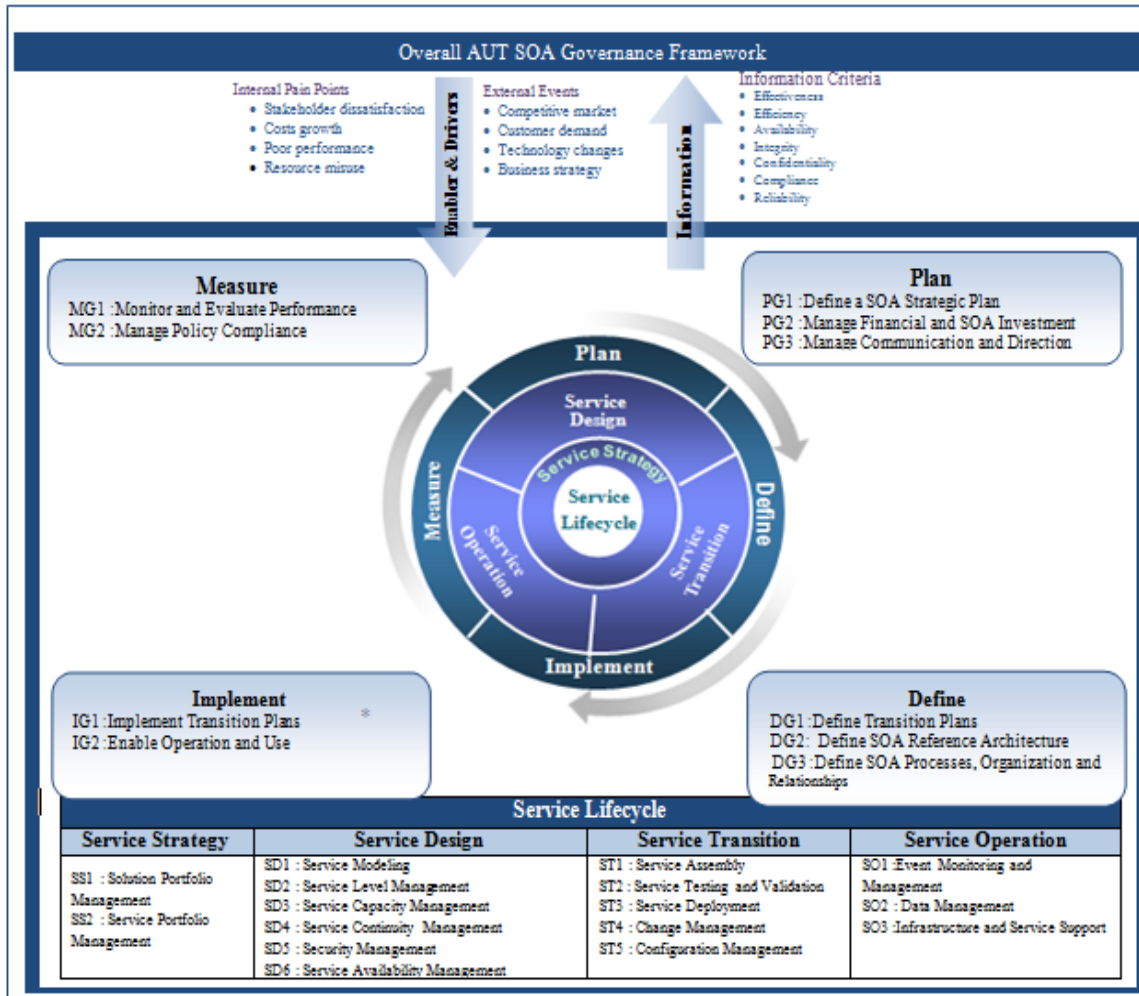 Overall AUT SOA Governance Framework
Internal Pain Points
• Stakeholder dissatisfaction
• Costs growth
• Poor performance
• Resource misuse
Enabler & Drivers
External Events
• Competitive market
• Customer demand
• Technology changes
• Business strategy
Information
Information Criteria
• Effectiveness
• Efficiency
• Availability
• Integrity
• Confidentiality
• Compliance
• Reliability
Measure
MG1 :Monitor and Evaluate Performance
MG2 :Manage Policy Compliance
Plan
PG1 :Define a SOA Strategic Plan
PG2 :Manage Financial and SOA Investment
PG3 :Manage Communication and Direction
Plan
Service
Design
Service Strategy
Service
Lifecycle
Measure
Define
Service
Operation
Service
Transition
Implement
Implement
IG1 :Implement Transition Plans *
IG2 :Enable Operation and Use
Define
DG1 :Define Transition Plans
DG2: Define SOA Reference Architecture
DG3 :Define SOA Processes, Organization and
Relationships
Service Lifecycle
Service Strategy
SS1 : Solution Portfolio
Management
SS2 : Service Portfolio
Management
Service Design
SD1 : Service Modeling
SD2 : Service Level Management
SD3 : Service Capacity Management
SD4 : Service Continuity Management
SD5 : Security Management
SD6 : Service Availability Management
Service Transition
ST1 : Service Assembly
ST2 : Service Testing and Validation
ST3 : Service Deployment
ST4 : Change Management
ST5 : Configuration Management
Service Operation
SO1 :Event Monitoring and
Management
SO2 : Data Management
SO3 :Infrastructure and Service Support